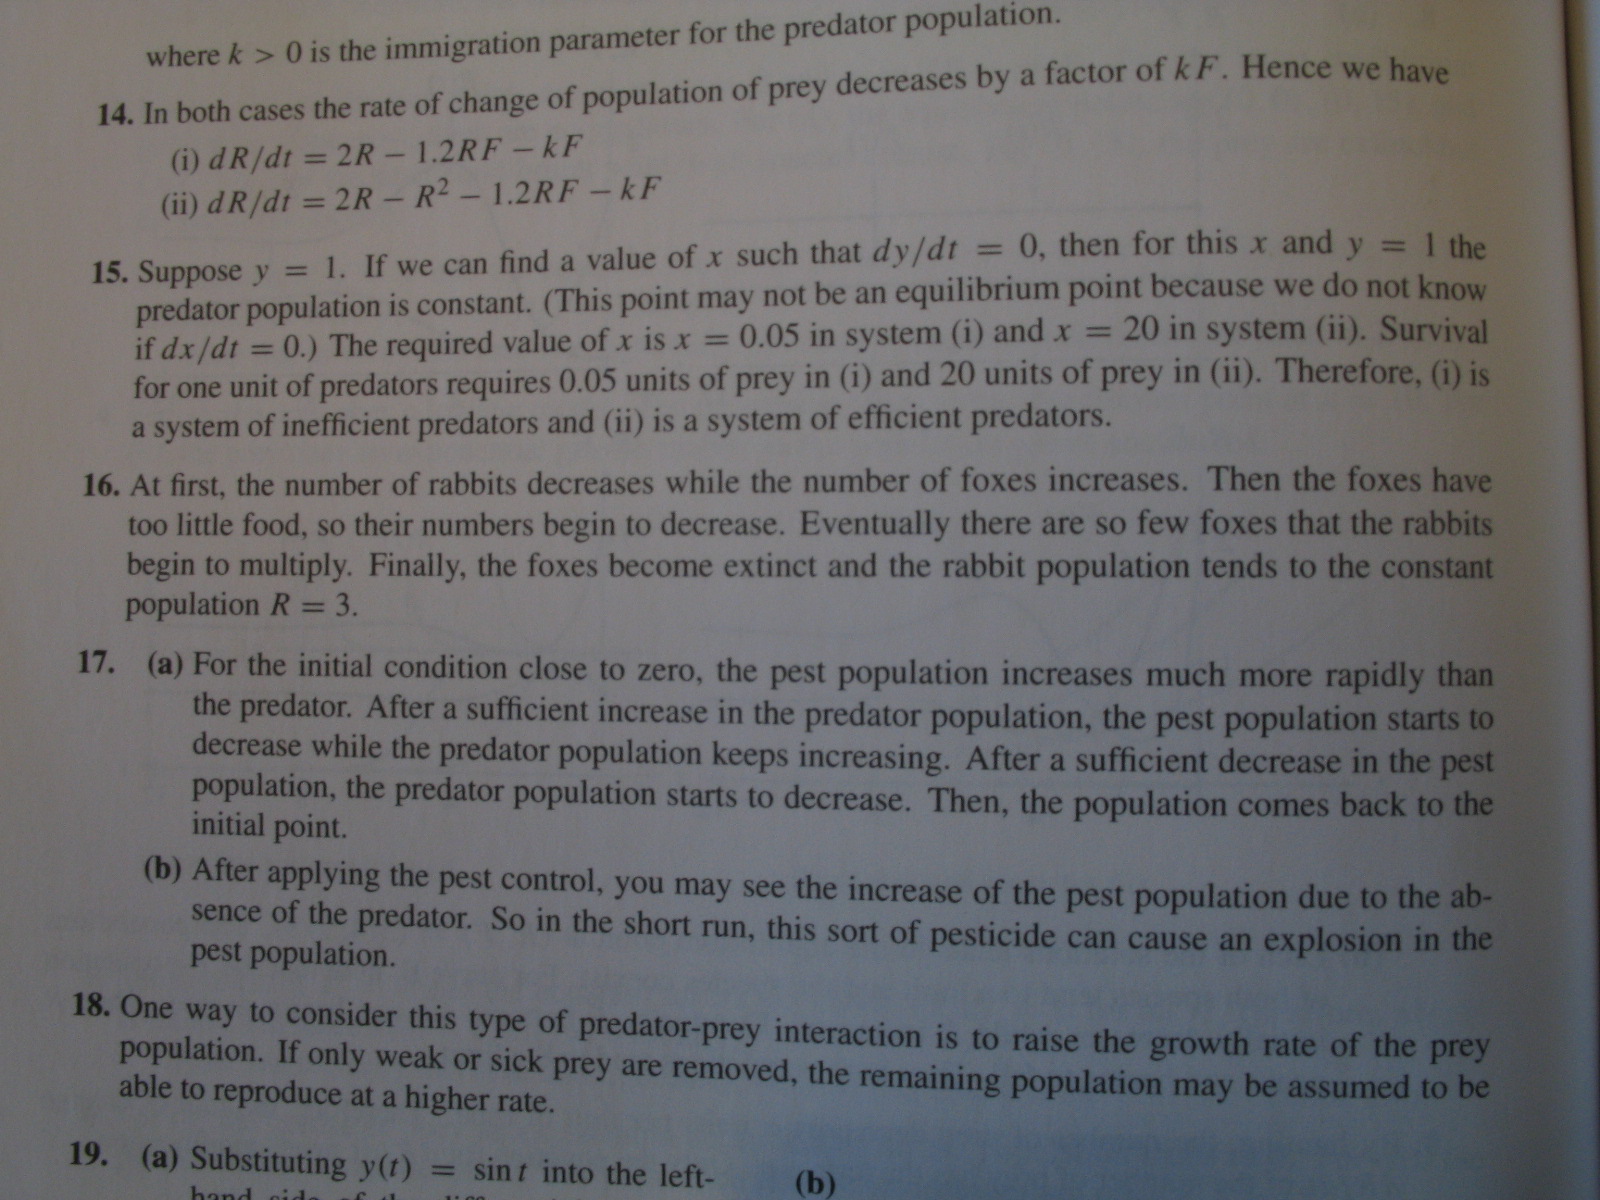 where k > 0 is the immigration parameter for the predator population.
14. In both cases the rate of change of population of prey decreases by a factor of kF. Hence we have
(i) dR/dt = 2R − 1.2RF − kF
(ii) dR/dt = 2R − R² − 1.2RF − kF
15. Suppose y = 1. If we can find a value of x such that dy/dt = 0, then for this x and y = 1 the
predator population is constant. (This point may not be an equilibrium point because we do not know
if dx/dt = 0.) The required value of x is x = 0.05 in system (i) and x = 20 in system (ii). Survival
for one unit of predators requires 0.05 units of prey in (i) and 20 units of prey in (ii). Therefore, (i) is
a system of inefficient predators and (ii) is a system of efficient predators.
16. At first, the number of rabbits decreases while the number of foxes increases. Then the foxes have
too little food, so their numbers begin to decrease. Eventually there are so few foxes that the rabbits
begin to multiply. Finally, the foxes become extinct and the rabbit population tends to the constant
population R = 3.
17. (a) For the initial condition close to zero, the pest population increases much more rapidly than
the predator. After a sufficient increase in the predator population, the pest population starts to
decrease while the predator population keeps increasing. After a sufficient decrease in the pest
population, the predator population starts to decrease. Then, the population comes back to the
initial point.
(b) After applying the pest control, you may see the increase of the pest population due to the ab-
sence of the predator. So in the short run, this sort of pesticide can cause an explosion in the
pest population.
18. One way to consider this type of predator-prey interaction is to raise the growth rate of the prey
population. If only weak or sick prey are removed, the remaining population may be assumed to be
able to reproduce at a higher rate.
19. (a) Substituting y(t) = sin t into the left-
(b)
hand side of the